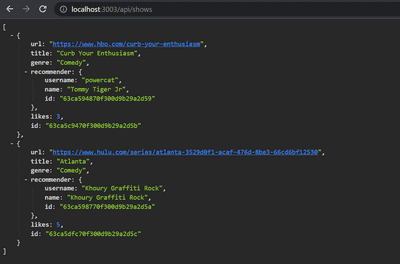 localhost:3003/api/shows
[
- {
url: "https://www.hbo.com/curb-your-enthusiasm",
title: "Curb Your Enthusiasm",
genre: "Comedy",
- recommender: {
username: "powercat",
name: "Tommy Tiger Jr",
id: "63ca594870f300d9b29a2d59"
},
likes: 3,
id: "63ca5c9470f300d9b29a2d5b"
},
- {
url: "https://www.hulu.com/series/atlanta-3529d0f1-acaf-476d-8be3-66cd6bf12530",
title: "Atlanta",
genre: "Comedy",
- recommender: {
username: "Khoury Graffiti Rock",
name: "Khoury Graffiti Rock",
id: "63ca598770f300d9b29a2d5a"
},
likes: 5,
id: "63ca5dfc70f300d9b29a2d5c"
}
]